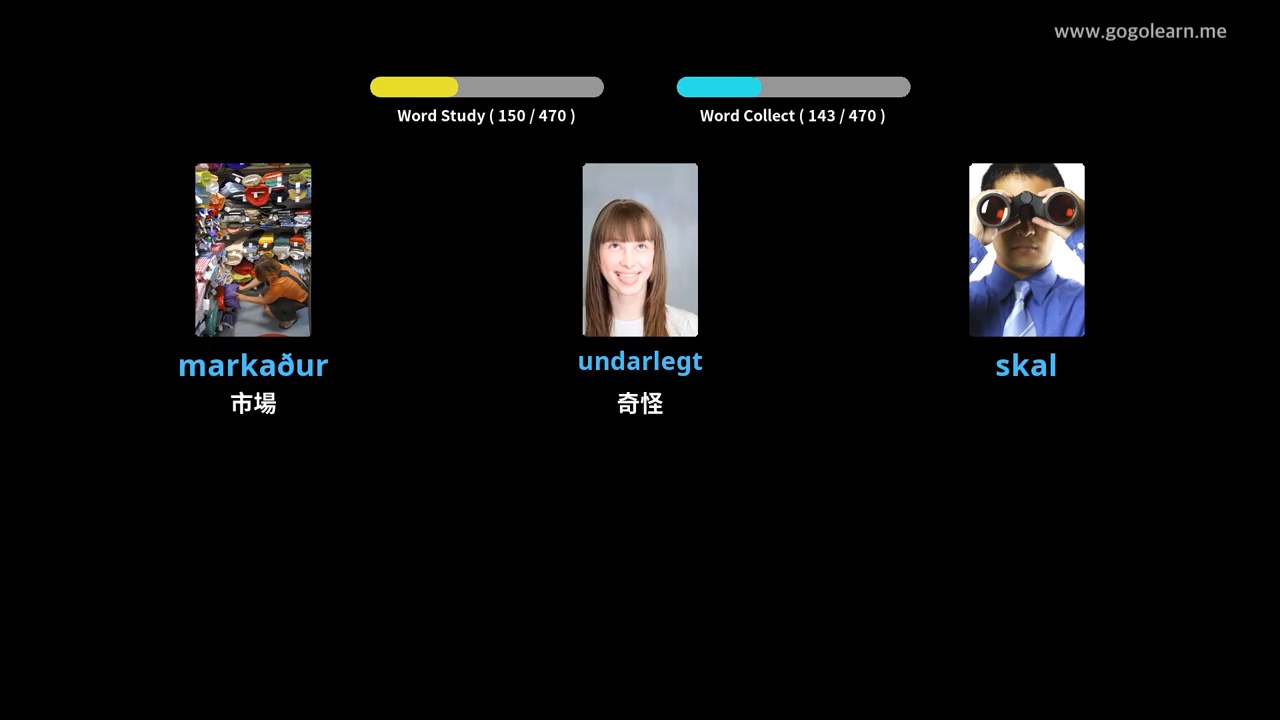 www.gogolearn.me
Word Study ( 150 / 470 )
Word Collect ( 143 / 470 )
markaður
undarlegt
skal
市場
奇怪